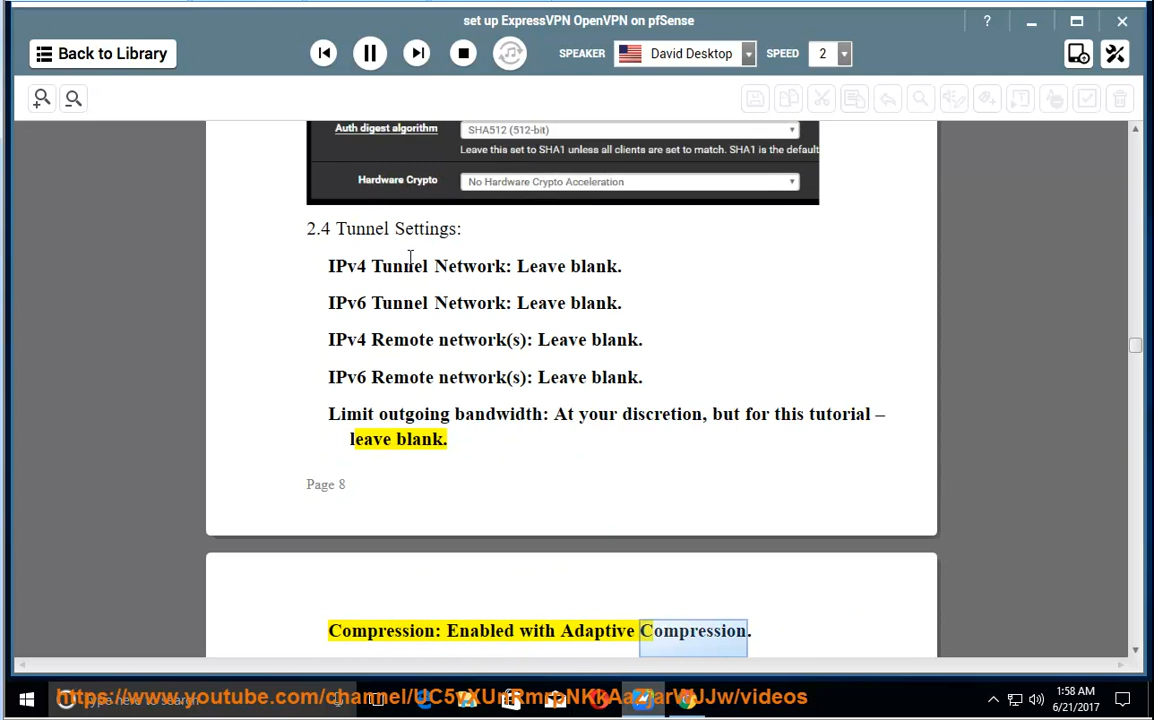 set up ExpressVPN OpenVPN on pfSense
?
Back to Library
SPEAKER
David Desktop
SPEED
2
Auth digest algorithm
SHA512 (512-bit)
Leave this set to SHA1 unless all clients are set to match. SHA1 is the default
Hardware Crypto
No Hardware Crypto Acceleration
2.4 Tunnel Settings:
IPv4 Tunnel Network: Leave blank.
IPv6 Tunnel Network: Leave blank.
IPv4 Remote network(s): Leave blank.
IPv6 Remote network(s): Leave blank.
Limit outgoing bandwidth: At your discretion, but for this tutorial –
leave blank.
Page 8
Compression: Enabled with Adaptive Compression.
1:58 AM
6/21/2017